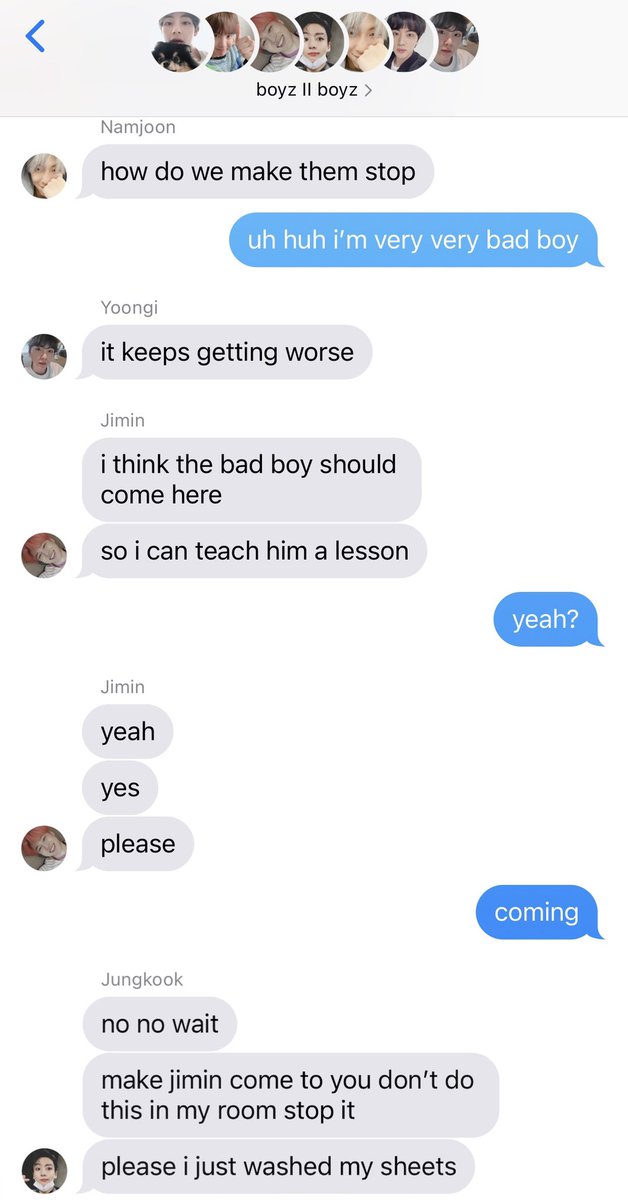 boyz II boyz
Namjoon
how do we make them stop
uh huh i’m very very bad boy
Yoongi
it keeps getting worse
Jimin
i think the bad boy should
come here
so i can teach him a lesson
yeah?
Jimin
yeah
yes
please
coming
Jungkook
no no wait
make jimin come to you don’t do
this in my room stop it
please i just washed my sheets